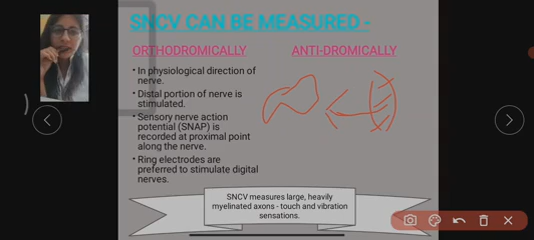 SNCV CAN BE MEASURED -
ORTHODROMICALLY
ANTI-DROMICALLY
• In physiological direction of
nerve.
• Distal portion of nerve is
stimulated.
• Sensory nerve action
potential (SNAP) is
recorded at proximal point
along the nerve.
• Ring electrodes are
preferred to stimulate digital
nerves.
SNCV measures large, heavily
myelinated axons - touch and vibration
sensations.